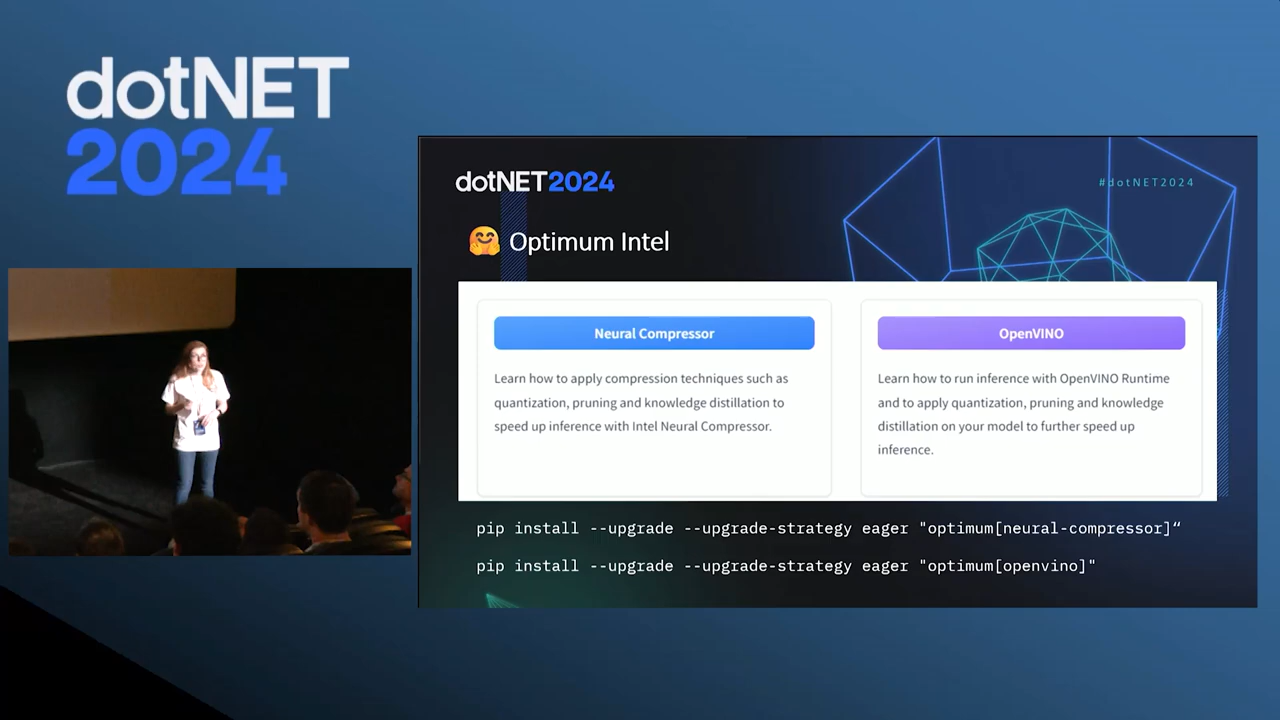 dotNET
2024
dotNET2024
#dotNET2024
🤗 Optimum Intel
Neural Compressor
Learn how to apply compression techniques such as
quantization, pruning and knowledge distillation to
speed up inference with Intel Neural Compressor.
OpenVINO
Learn how to run inference with OpenVINO Runtime
and to apply quantization, pruning and knowledge
distillation on your model to further speed up
inference.
pip install --upgrade --upgrade-strategy eager "optimum[neural-compressor]“
pip install --upgrade --upgrade-strategy eager "optimum[openvino]"